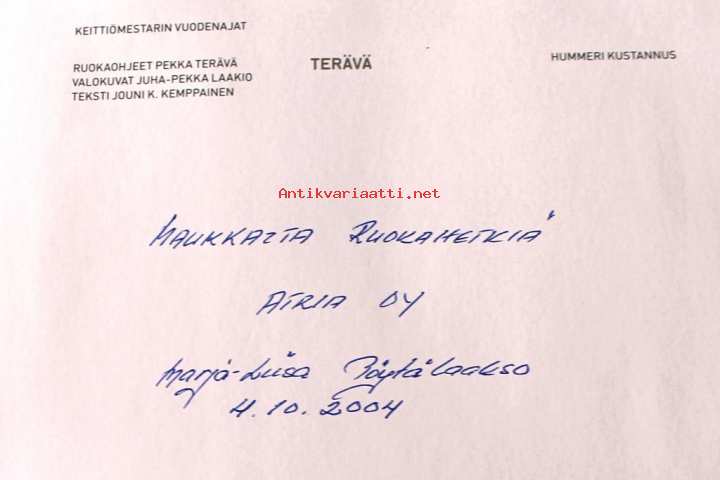 KEITTIÖMESTARIN VUODENAJAT
RUOKAOHJEET PEKKA TERÄVÄ
VALOKUVAT JUHA-PEKKA LAAKIO
TEKSTI JOUNI K. KEMPPAINEN
TERÄVÄ
HUMMERI KUSTANNUS
Antikvariaatti.net
MAUKKAITA RUOKAHETKIÄ
ATRIA OY
Marja-Liisa Pöytälaakso
4.10.2004